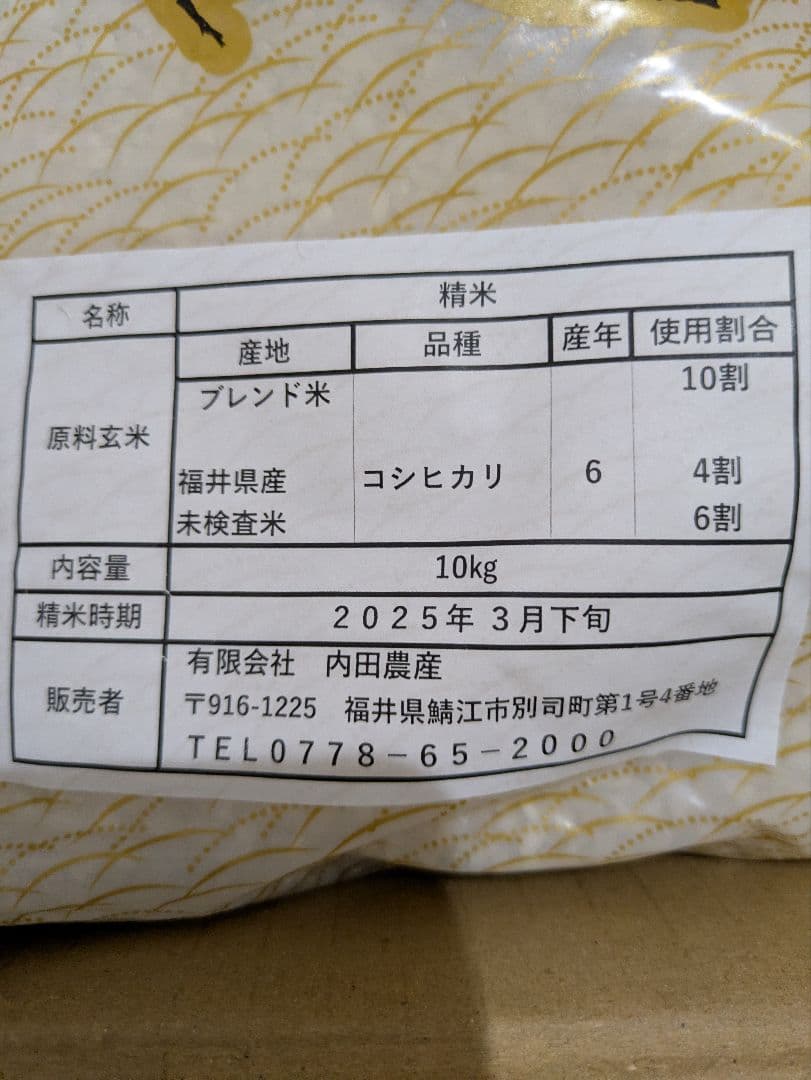 名称 精米
原料玄米 産地 品種 産年 使用割合
ブレンド米 10割
福井県産 コシヒカリ 6 4割
未検査米 6割
内容量 10kg
精米時期 2025年 3月下旬
販売者 有限会社 内田農産
〒916-1225 福井県鯖江市別司町第1号4番地
TEL0778-65-2000